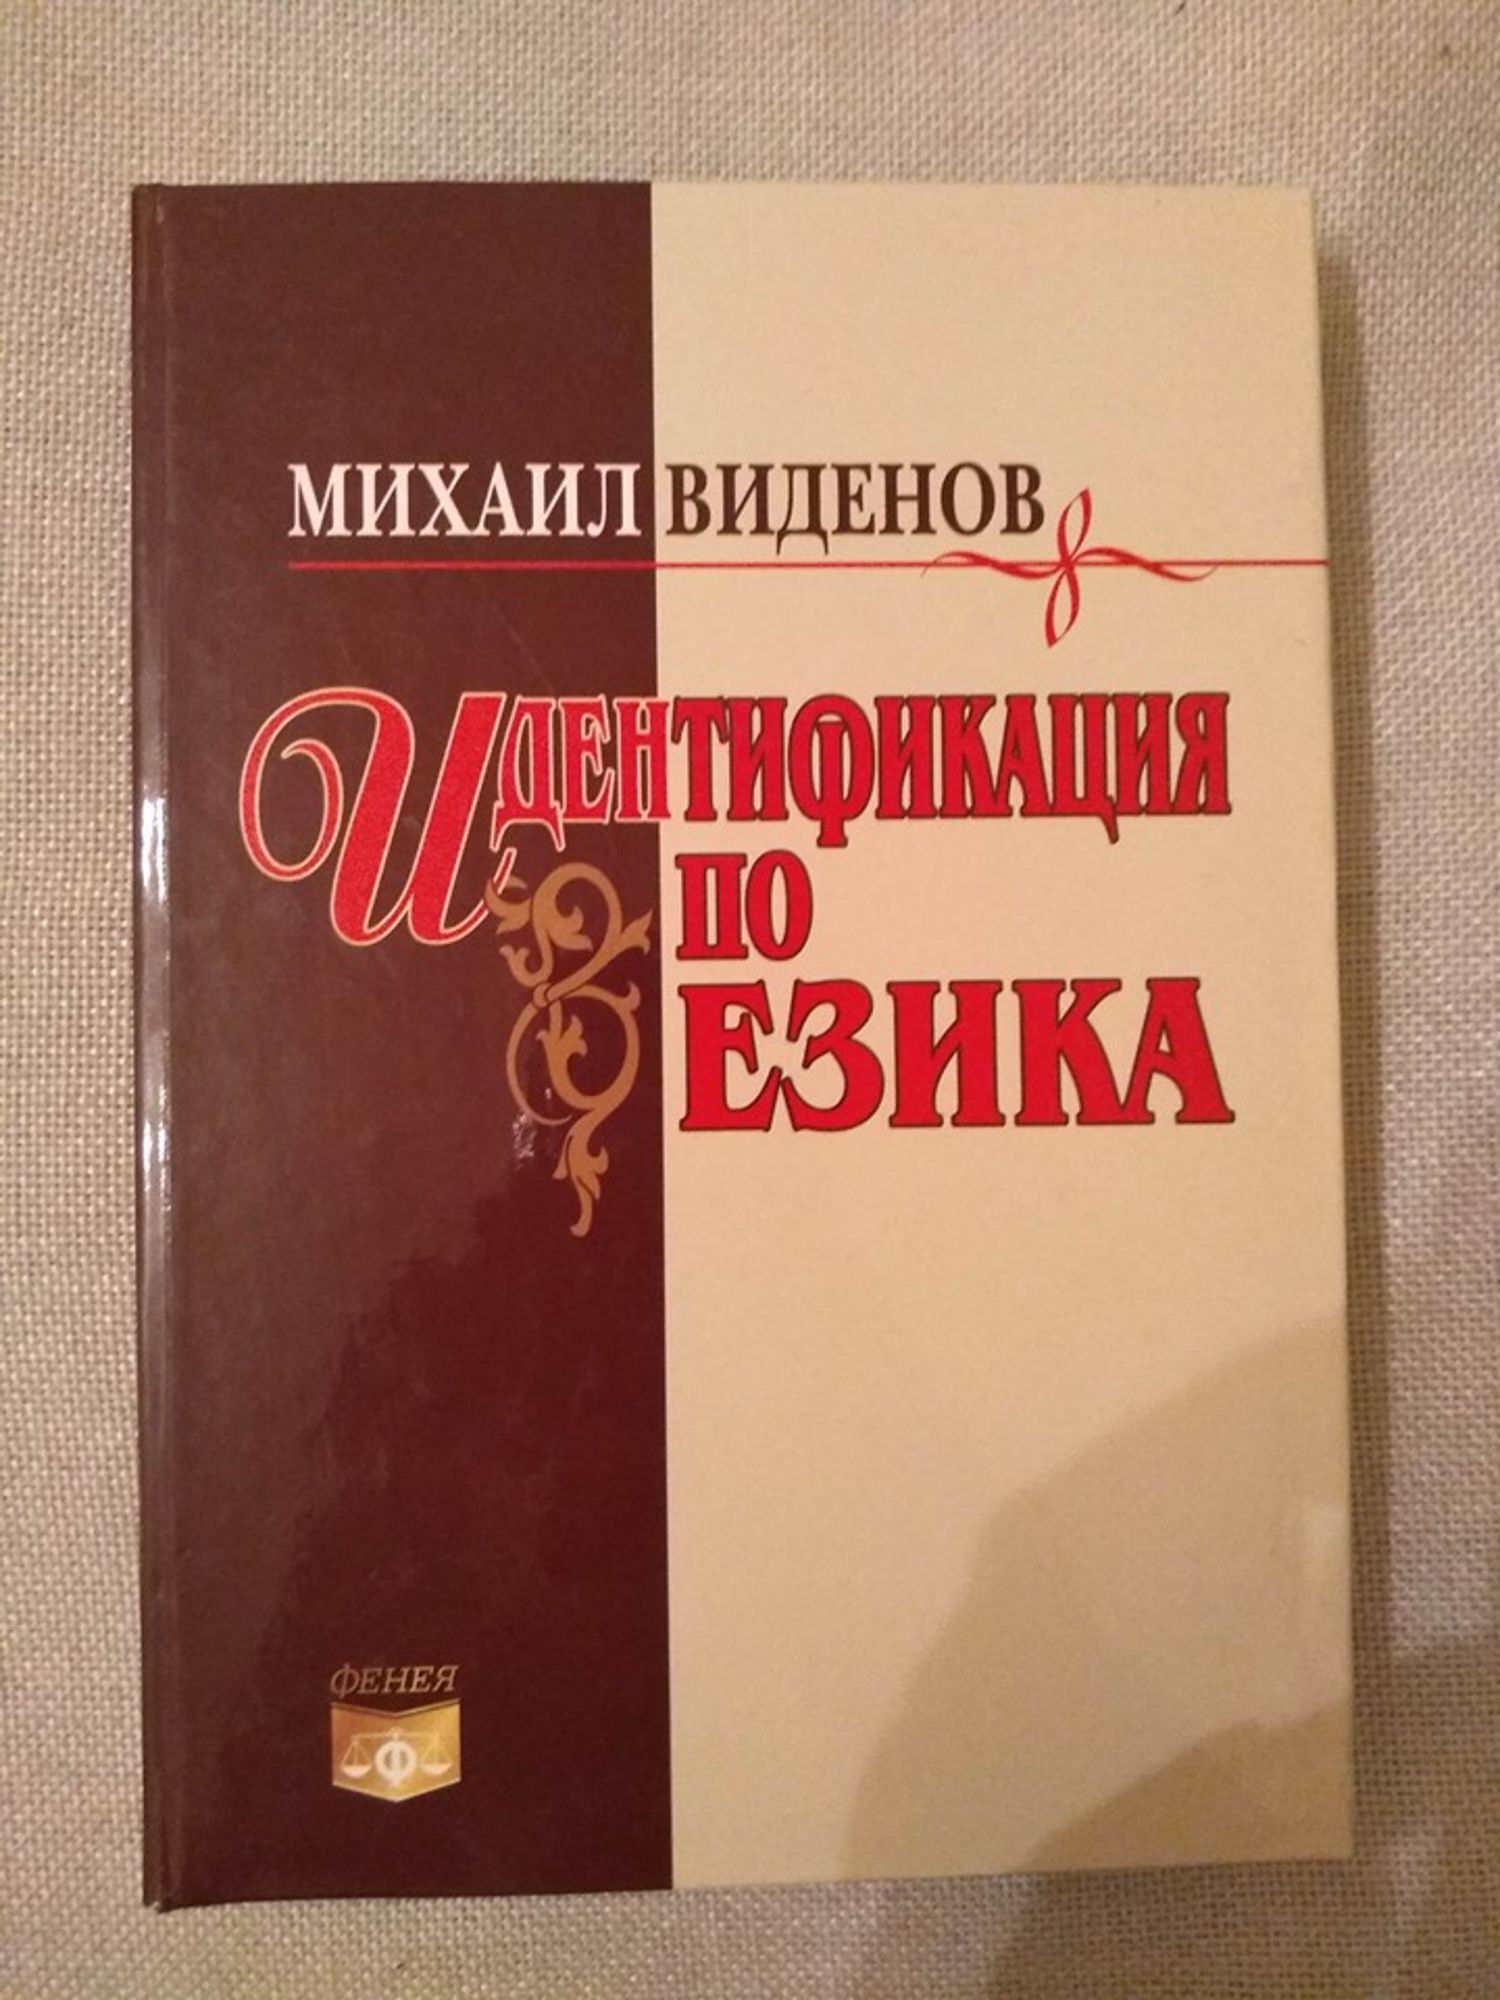 МИХАИЛ ВИДЕНОВ
ИДЕНТИФИКАЦИЯ
ПО
ЕЗИКА
ФЕНЕЯ
Ф